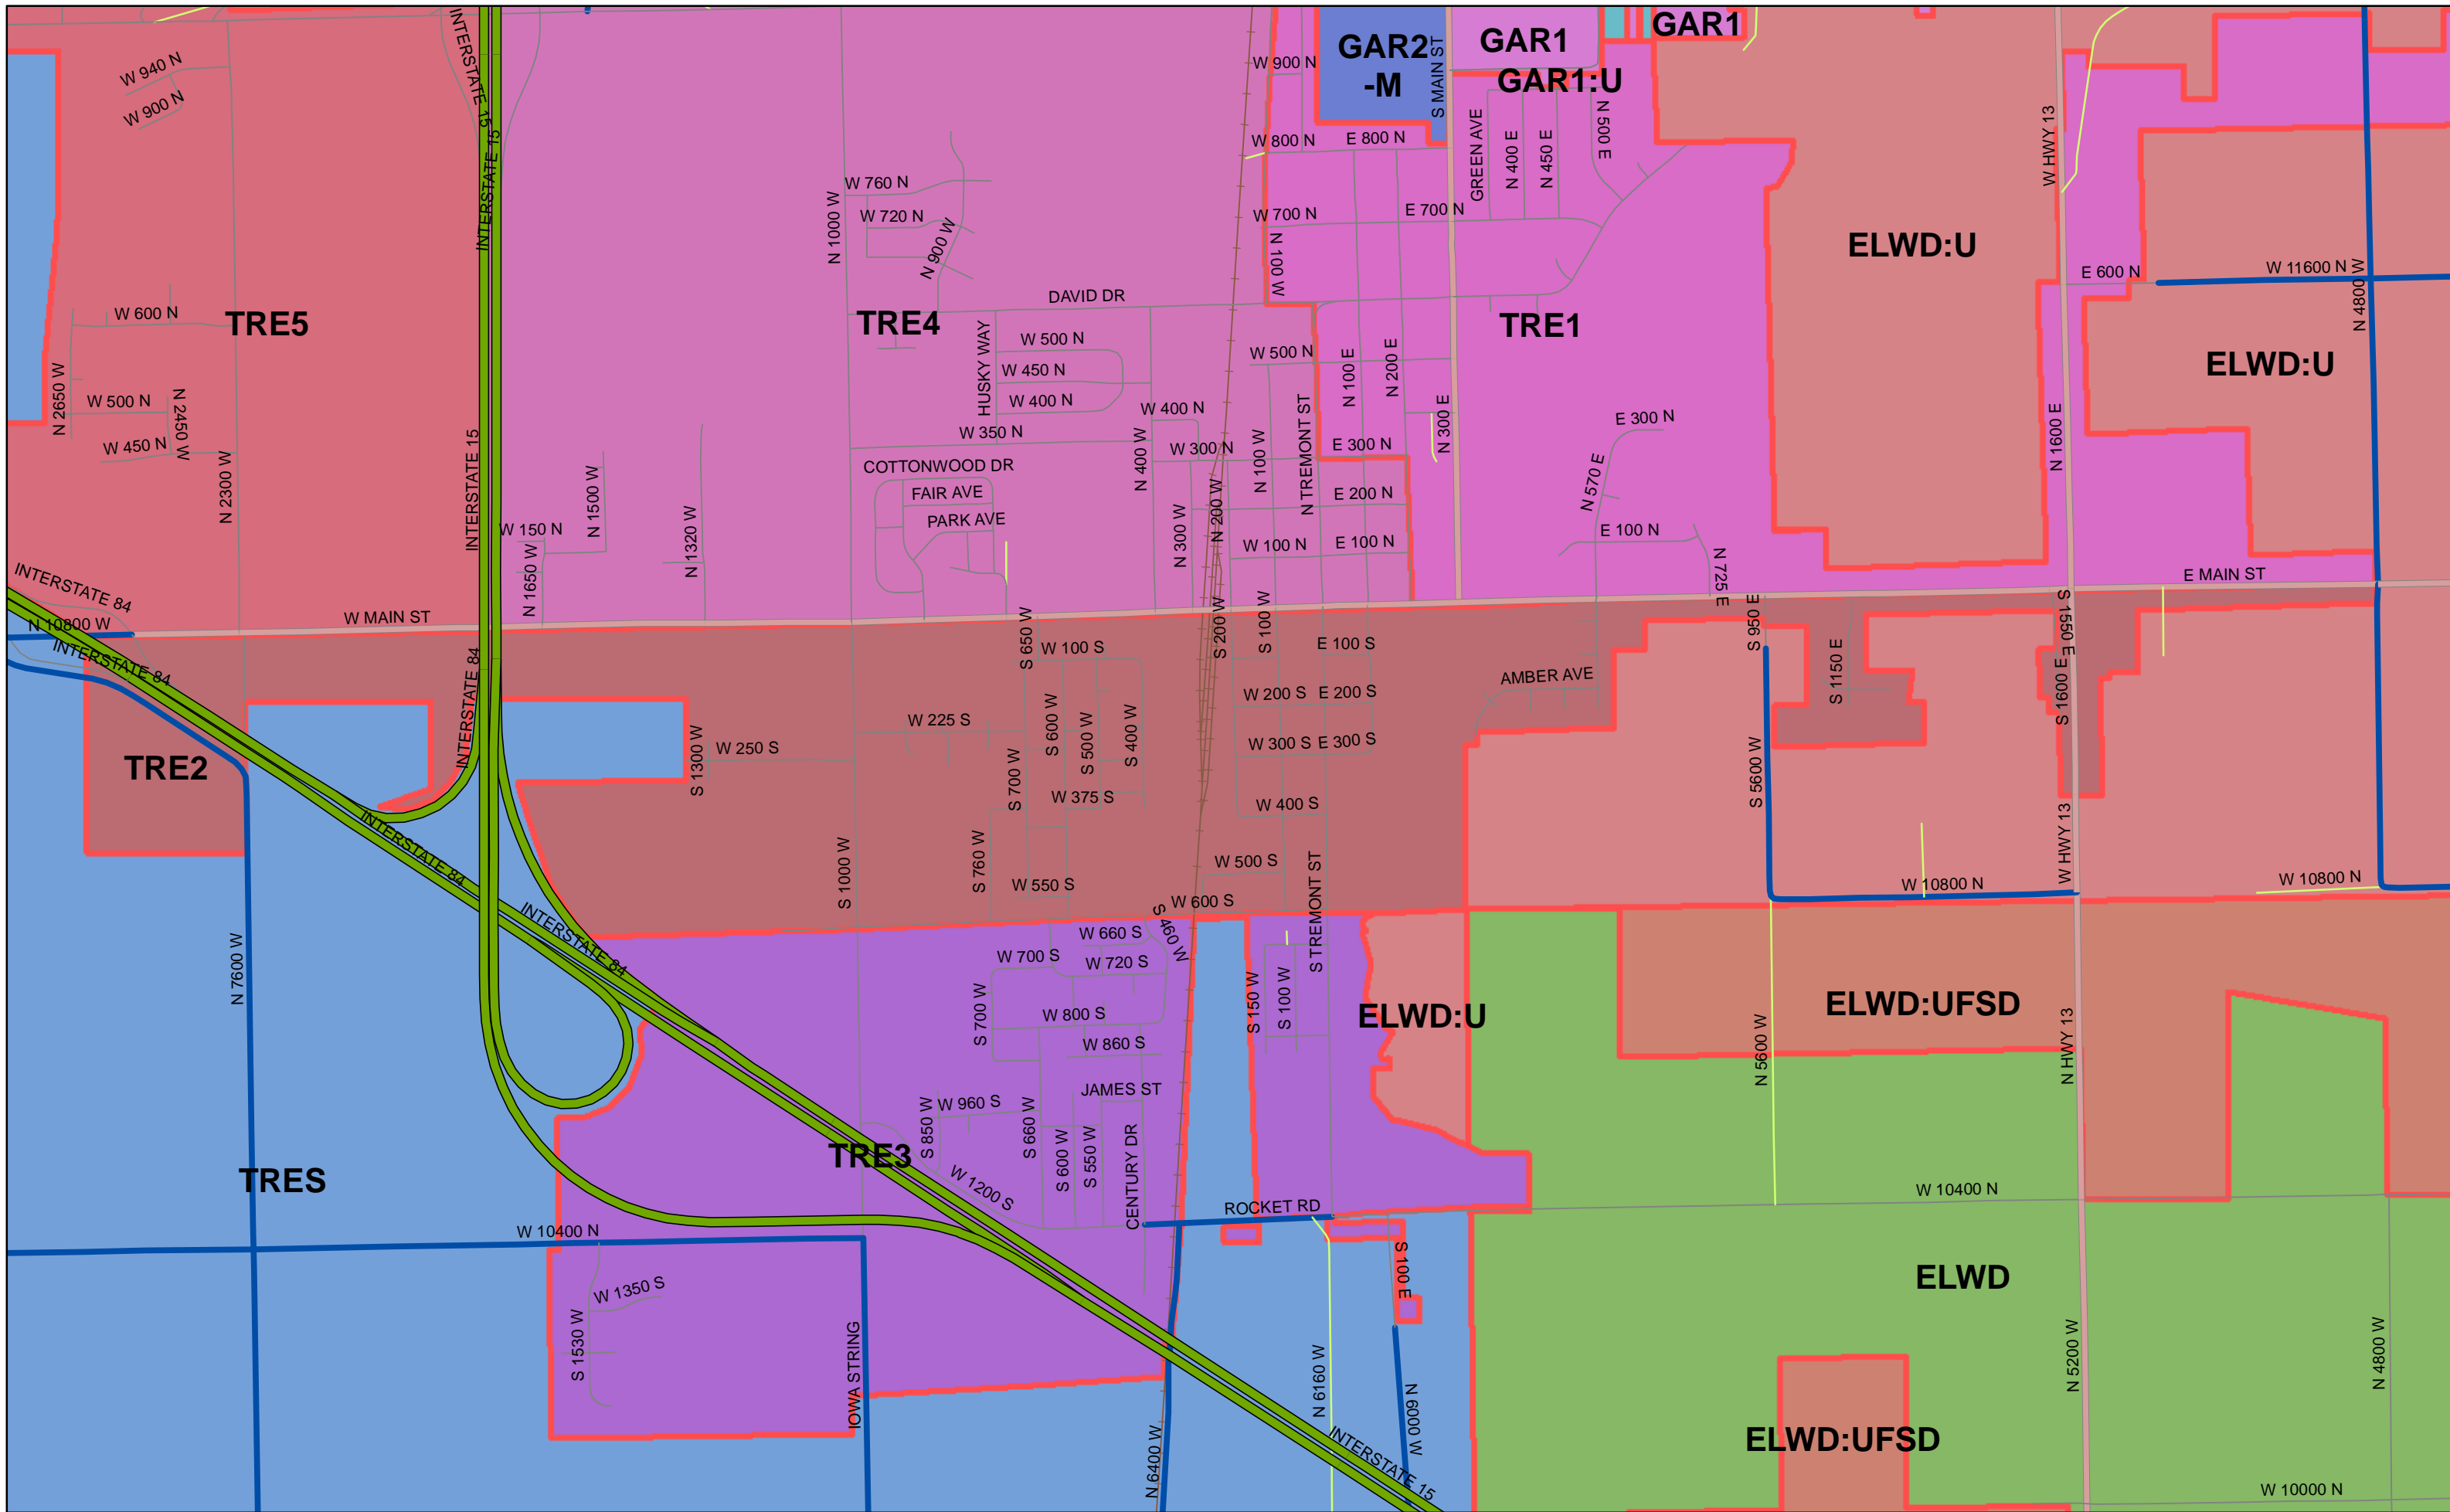 INTERSTATE 15
GAR1
GAR1
GAR2
-M
S MAIN ST
GAR1:U
W 940 N
W 900 N
W 900 N
INTERSTATE 15
W 800 N
E 800 N
GREEN AVE
N 400 E
N 450 E
N 500 E
W HWY 13
W 760 N
W 720 N
N 1000 W
N 900 W
W 700 N
E 700 N
N 100 W
ELWD:U
E 600 N
W 11600 N
N 4800 W
DAVID DR
W 600 N
TRE5
TRE4
TRE1
HUSKY WAY
W 500 N
W 500 N
N 100 E
N 200 E
ELWD:U
W 450 N
N 2650 W
W 500 N
N 2450 W
W 400 N
W 400 N
N 300 E
E 300 N
W 450 N
INTERSTATE 15
W 350 N
N 400 W
W 300 N
N 100 W
N TREMONT ST
E 300 N
N 1600 E
N 2300 W
N 1500 W
COTTONWOOD DR
FAIR AVE
PARK AVE
N 570 E
E 200 N
N 200 W
W 150 N
N 1320 W
N 300 W
W 100 N
E 100 N
E 100 N
N 1650 W
N 725 E
E MAIN ST
INTERSTATE 84
N 10800 W
W MAIN ST
INTERSTATE 84
INTERSTATE 84
S 650 W
W 100 S
S 200 W
S 100 W
E 100 S
S 950 E
S 1150 E
S 1550 E
S 1600 E
AMBER AVE
W 200 S
E 200 S
TRE2
W 225 S
W 250 S
S 1300 W
S 600 W
S 500 W
S 400 W
W 300 S
E 300 S
S 5600 W
S 700 W
W 375 S
W 400 S
INTERSTATE 84
S 1000 W
S 760 W
W 500 S
W 550 S
W 600 S
S TREMONT ST
W HWY 13
W 10800 N
W 10800 N
INTERSTATE 84
S 460 W
W 660 S
W 700 S
W 720 S
N 7600 W
S 700 W
W 800 S
S 150 W
S 100 W
ELWD:U
ELWD:UFSD
W 860 S
N 5600 W
N HWY 13
JAMES ST
W 960 S
S 850 W
S 660 W
S 600 W
S 550 W
CENTURY DR
TRE3
TRES
W 1200 S
W 10400 N
ROCKET RD
W 10400 N
S 100 E
ELWD
W 1350 S
S 1530 W
IOWA STRING
N 6160 W
N 6000 W
N 5200 W
N 4800 W
ELWD:UFSD
N 6400 W
INTERSTATE 15
W 10000 N